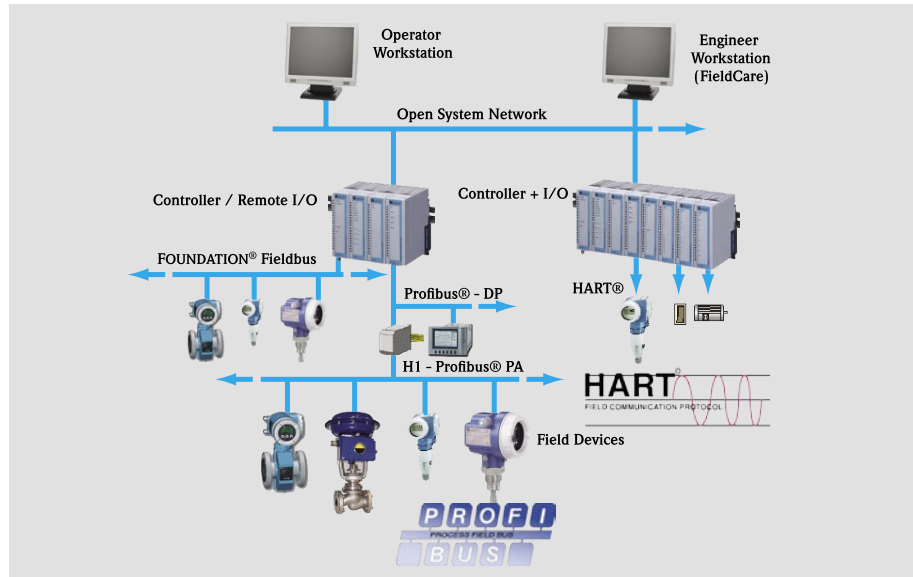 Operator
Workstation
Engineer
Workstation
(FieldCare)
Open System Network
Controller / Remote I/O
Controller + I/O
FOUNDATION® Fieldbus
Profibus® - DP
HART®
H1 - Profibus® PA
HART
FIELD COMMUNICATION PROTOCOL
Field Devices
PROFI
PROCESS FIELD BUS
BUS